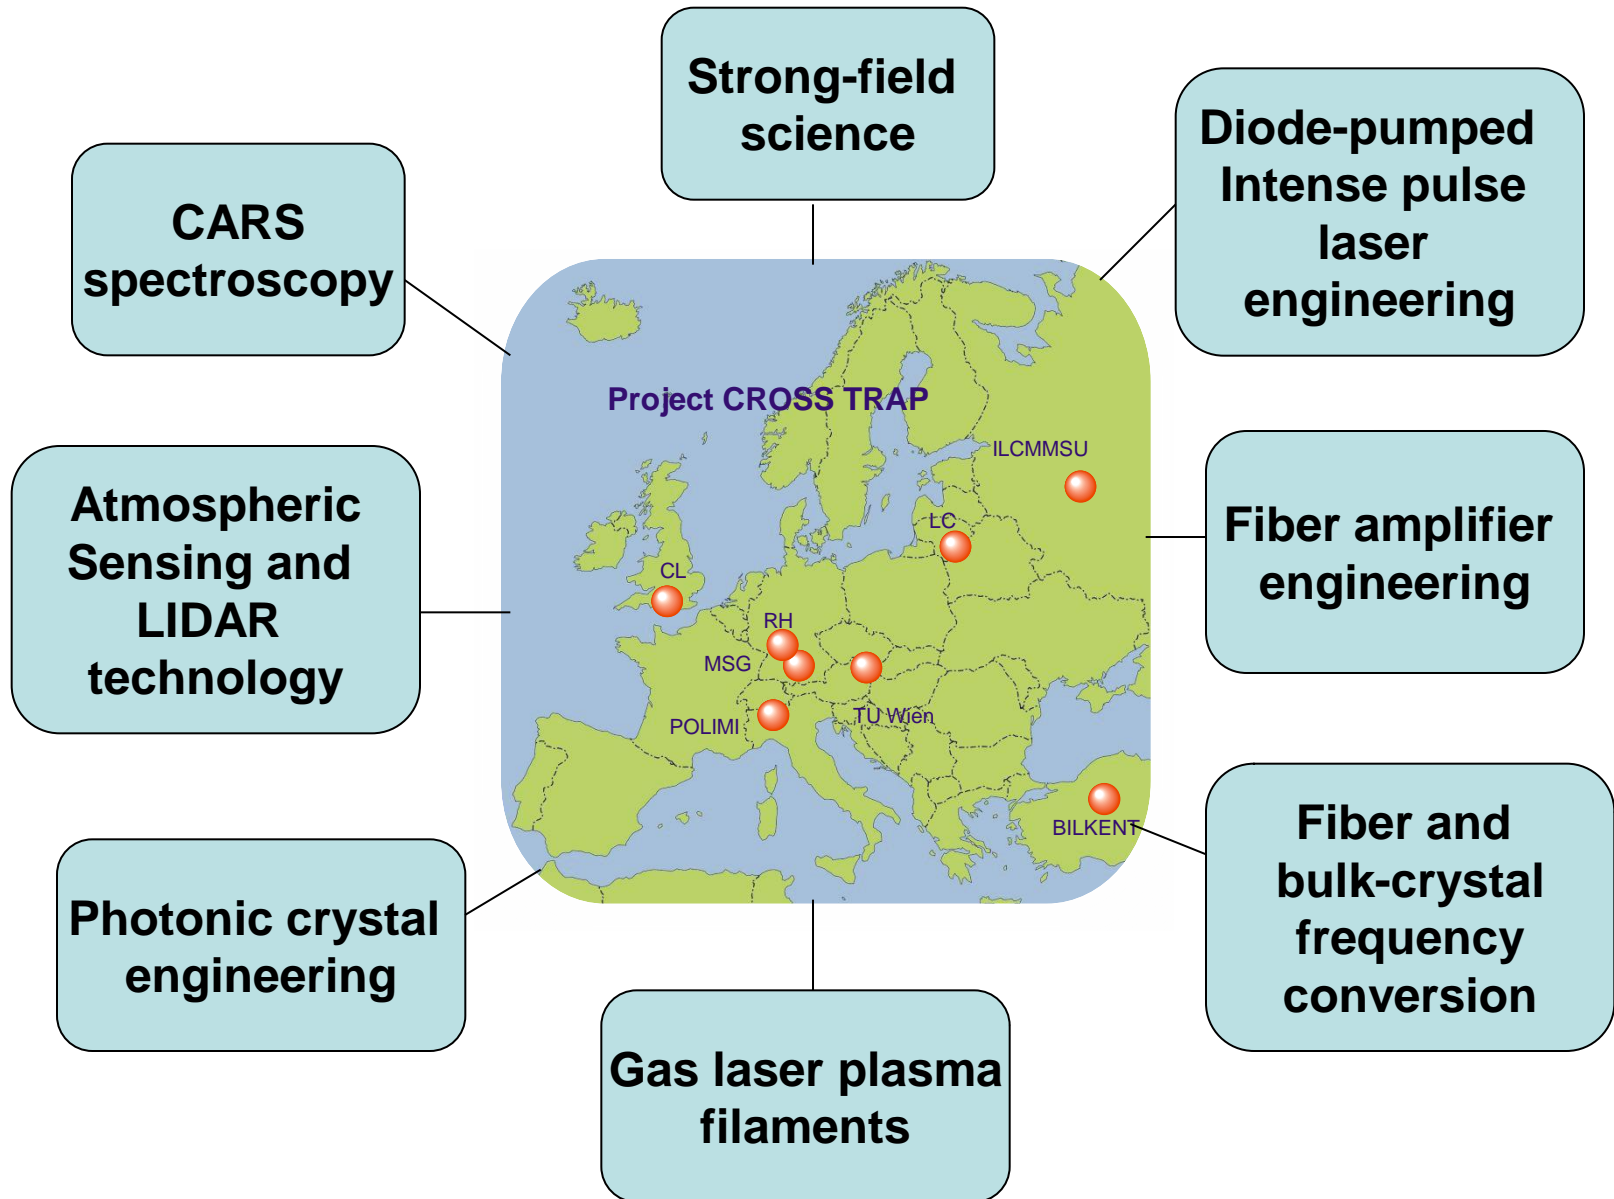 Strong-field
science
Diode-pumped
Intense pulse
laser
engineering
CARS
spectroscopy
Project CROSS TRAP
ILCMMSU
Atmospheric
Sensing and
LIDAR
technology
Fiber amplifier
engineering
LC
CL
RH
MSG
TU Wien
POLIMI
BILKENT
Fiber and
bulk-crystal
frequency
conversion
Photonic crystal
engineering
Gas laser plasma
filaments